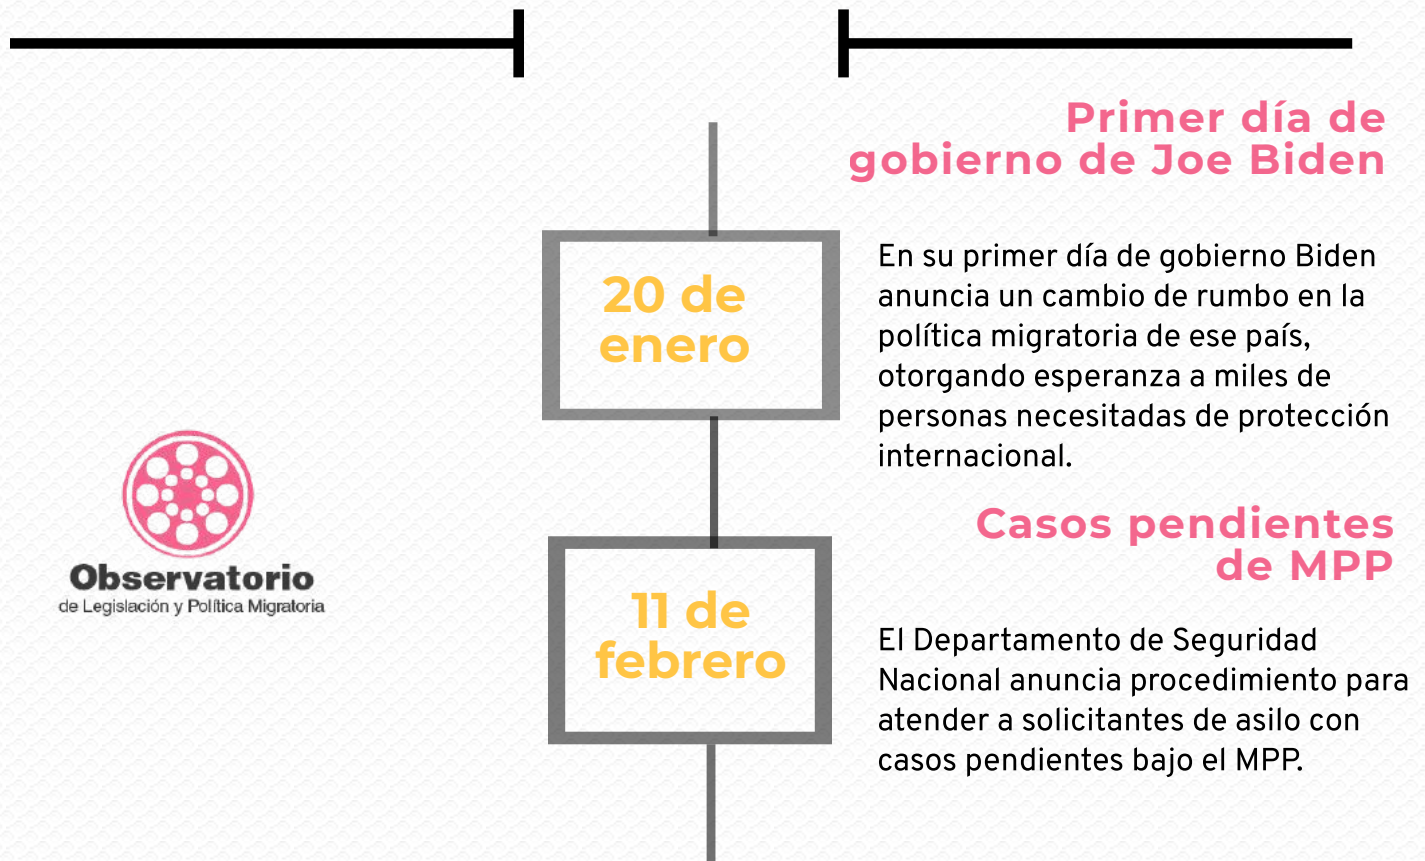 Primer día de
gobierno de Joe Biden
20 de
enero
En su primer día de gobierno Biden
anuncia un cambio de rumbo en la
política migratoria de ese país,
otorgando esperanza a miles de
personas necesitadas de protección
internacional.
Observatorio
de Legislación y Política Migratoria
Casos pendientes
de MPP
11 de
febrero
El Departamento de Seguridad
Nacional anuncia procedimiento para
atender a solicitantes de asilo con
casos pendientes bajo el MPP.